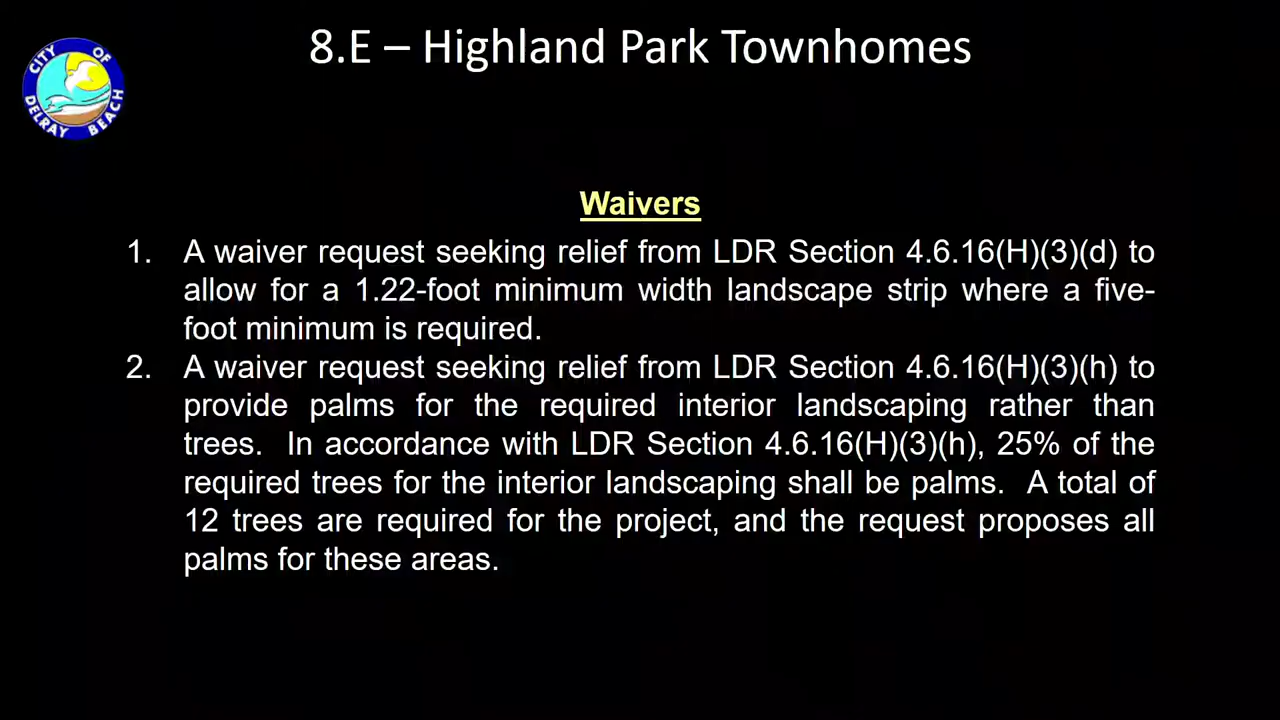 8.E – Highland Park Townhomes
CITY OF
DELRAY BEACH
Waivers
1. A waiver request seeking relief from LDR Section 4.6.16(H)(3)(d) to
allow for a 1.22-foot minimum width landscape strip where a five-
foot minimum is required.
2. A waiver request seeking relief from LDR Section 4.6.16(H)(3)(h) to
provide palms for the required interior landscaping rather than
trees. In accordance with LDR Section 4.6.16(H)(3)(h), 25% of the
required trees for the interior landscaping shall be palms. A total of
12 trees are required for the project, and the request proposes all
palms for these areas.